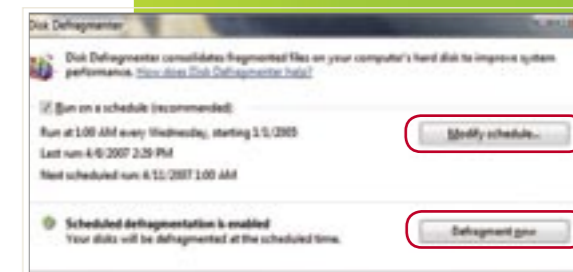 Disk Defragmenter
Disk Defragmenter consolidates fragmented files on your computer's hard disk to improve system
performance. How does Disk Defragmenter help?
Run on a schedule (recommended)
Run at 1:00 AM every Wednesday, starting 1/1/2005
Modify schedule...
Last run: 4/6/2007 2:29 PM
Next scheduled run: 4/11/2007 1:00 AM
Scheduled defragmentation is enabled
Your disks will be defragmented at the scheduled time.
Defragment now